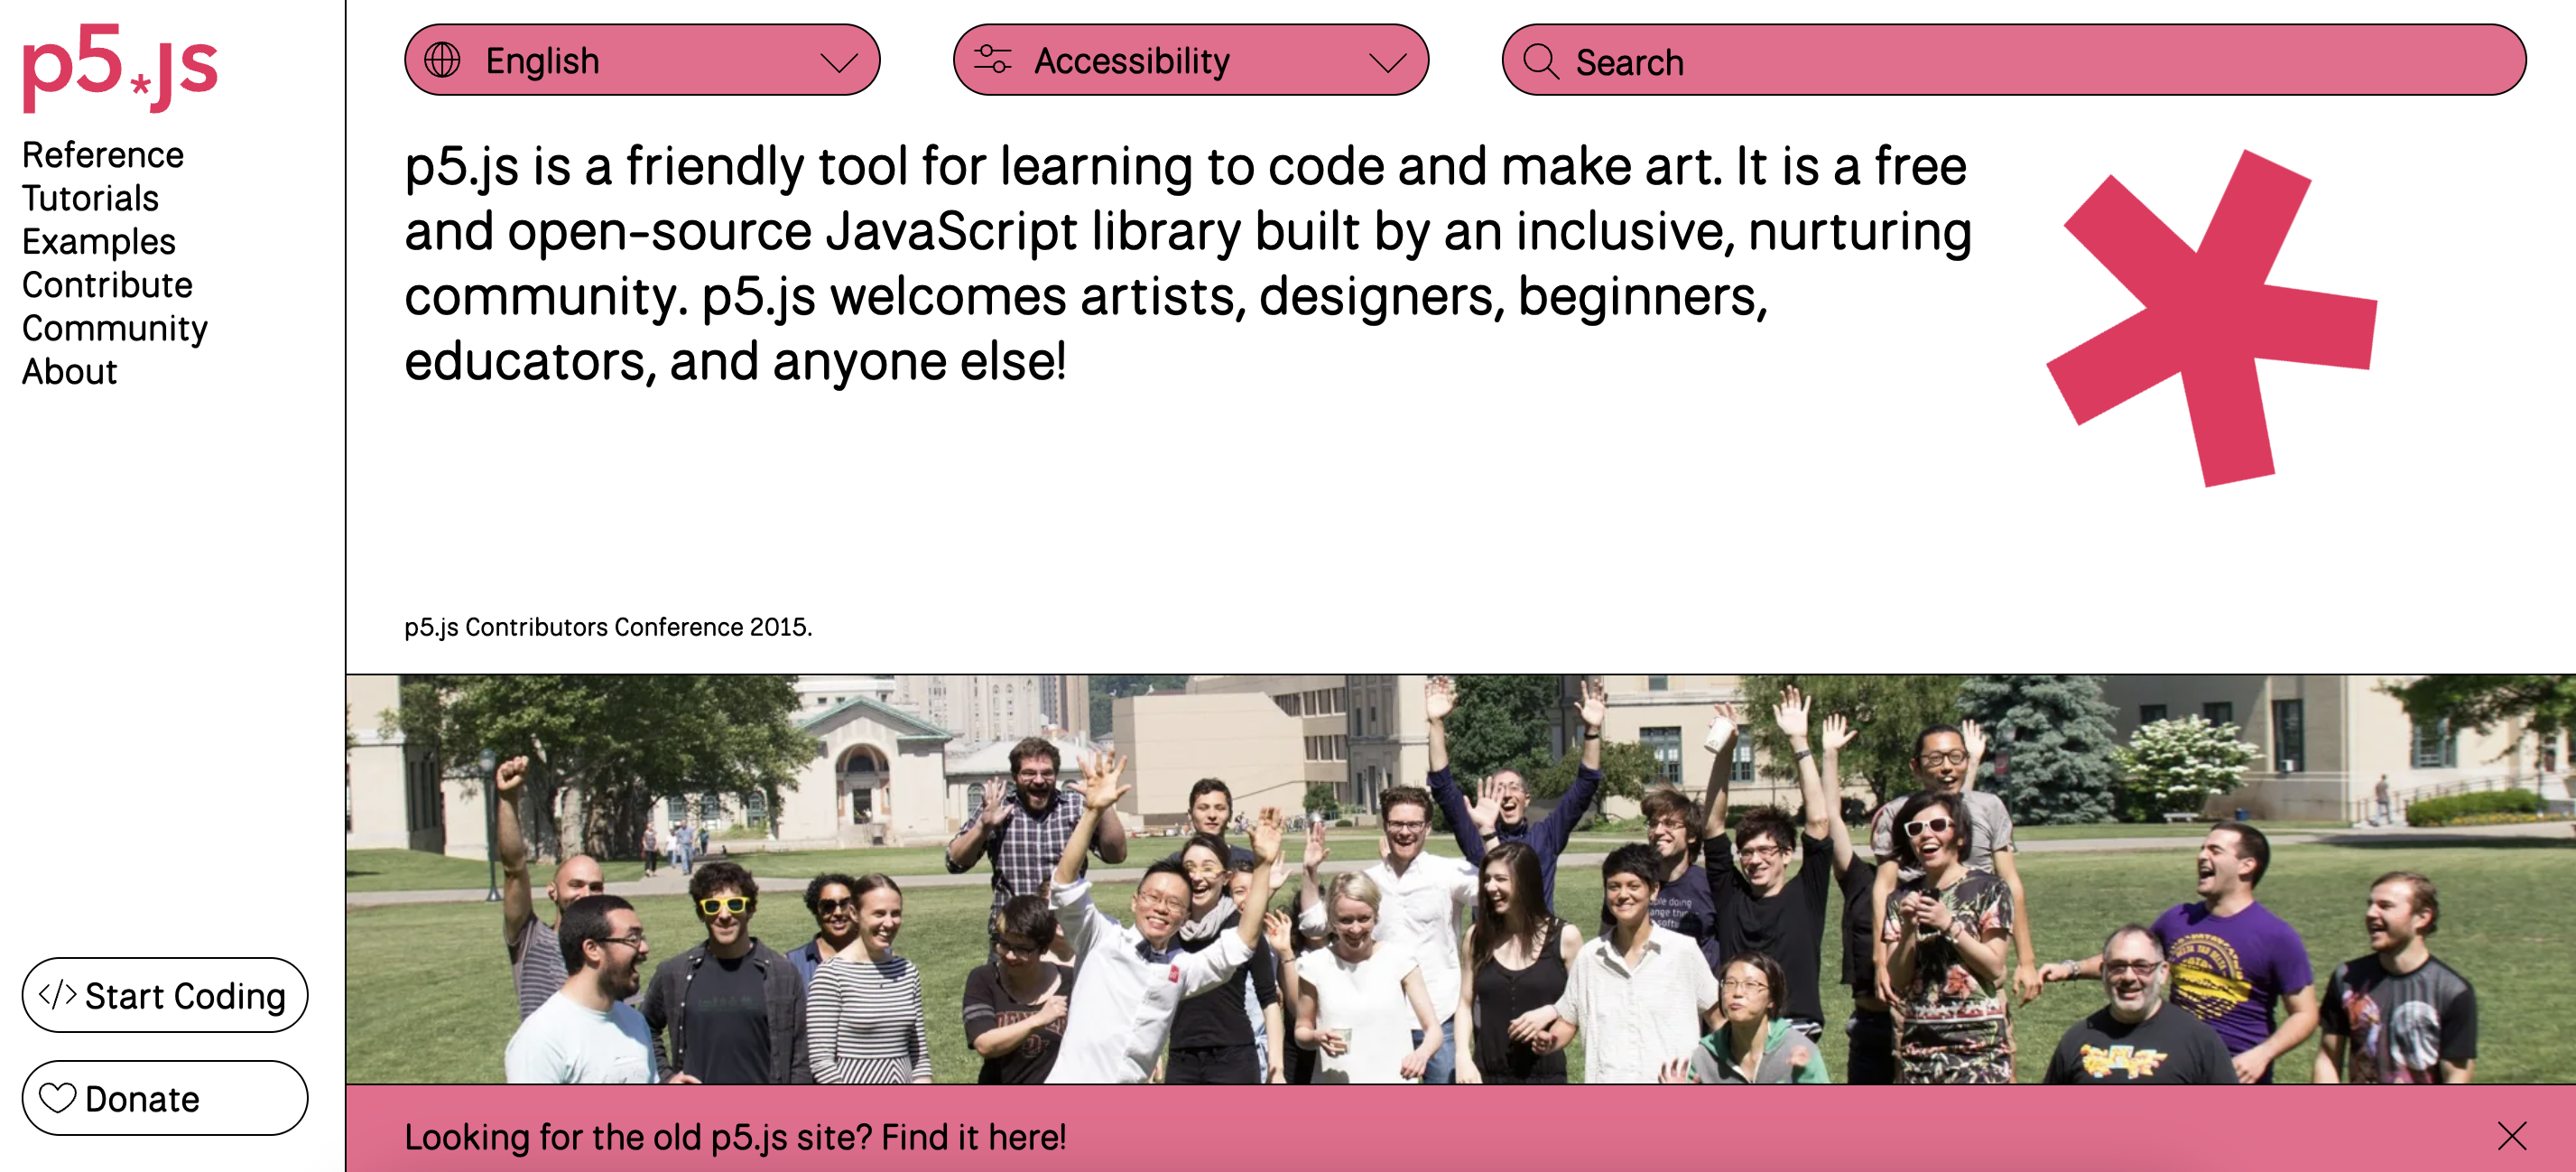 p5.js
Reference
Tutorials
Examples
Contribute
Community
About
</> Start Coding
Donate
English
Accessibility
Search
p5.js is a friendly tool for learning to code and make art. It is a free
and open-source JavaScript library built by an inclusive, nurturing
community. p5.js welcomes artists, designers, beginners,
educators, and anyone else!
p5.js Contributors Conference 2015.
Looking for the old p5.js site? Find it here!